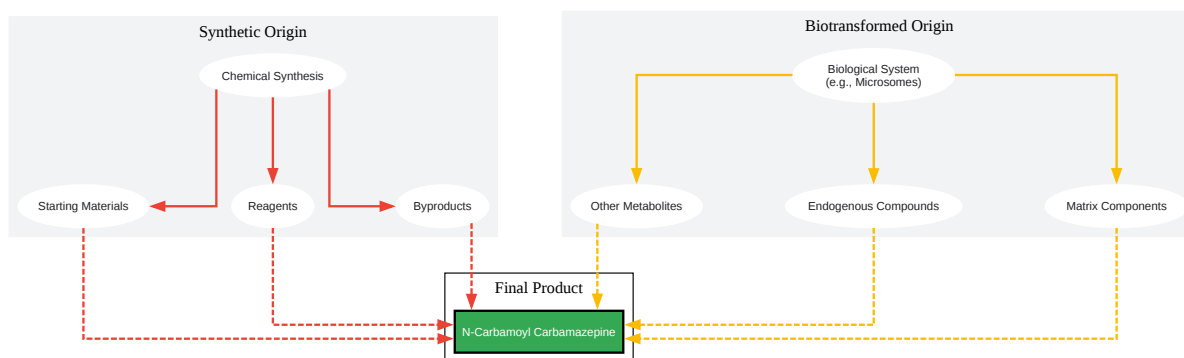 Synthetic Origin
Biotransformed Origin
Chemical Synthesis
Biological System
(e.g., Microsomes)
Starting Materials
Reagents
Byproducts
Other Metabolites
Endogenous Compounds
Matrix Components
Final Product
N-Carbamoyl Carbamazepine